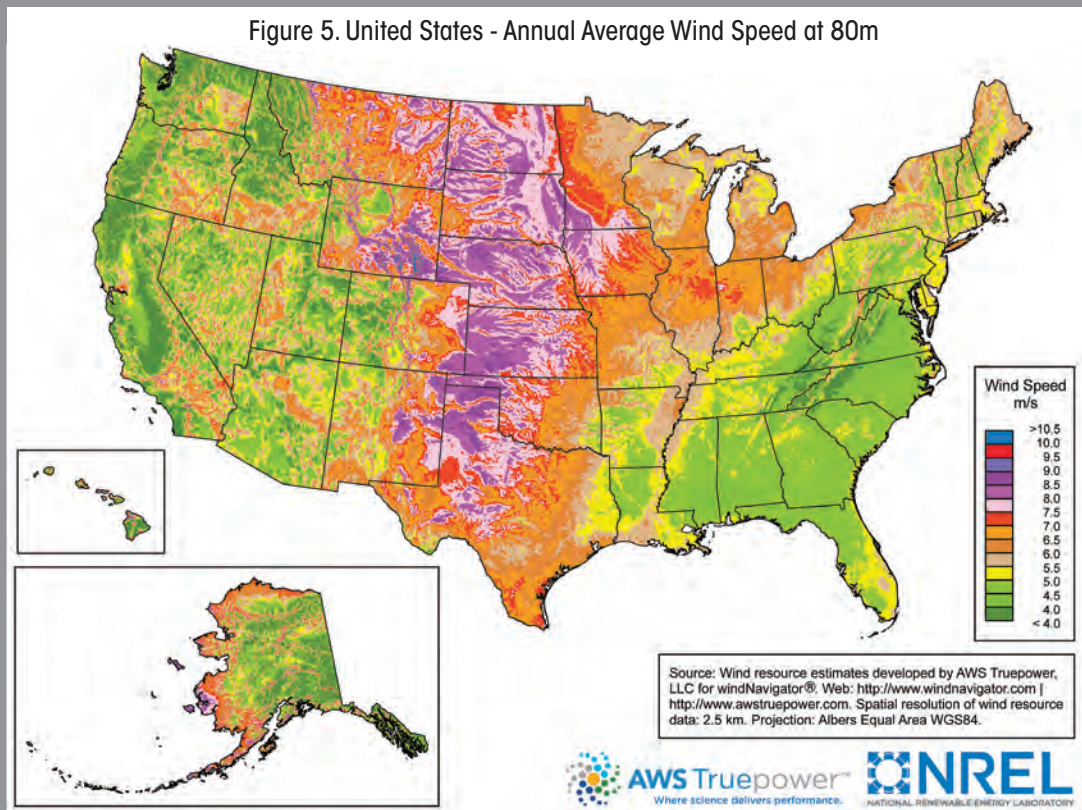 Figure 5. United States - Annual Average Wind Speed at 80m
Wind Speed
m/s
>10.5
10.0
9.5
9.0
8.5
8.0
7.5
7.0
6.5
6.0
5.5
5.0
4.5
4.0
< 4.0
Source: Wind resource estimates developed by AWS Truepower,
LLC for windNavigator®. Web: http://www.windnavigator.com |
http://www.awstruepower.com. Spatial resolution of wind resource
data: 2.5 km. Projection: Albers Equal Area WGS84.
AWS Truepower™
Where science delivers performance.
NREL
NATIONAL RENEWABLE ENERGY LABORATORY